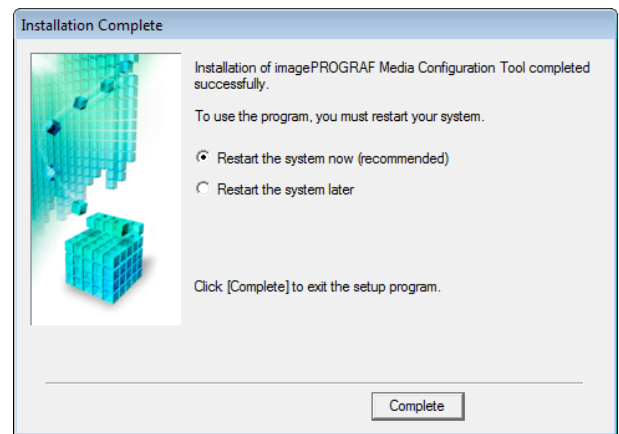 Installation Complete
Installation of imagePROGRAF Media Configuration Tool completed
successfully.
To use the program, you must restart your system.
Restart the system now (recommended)
Restart the system later
Click [Complete] to exit the setup program.
Complete